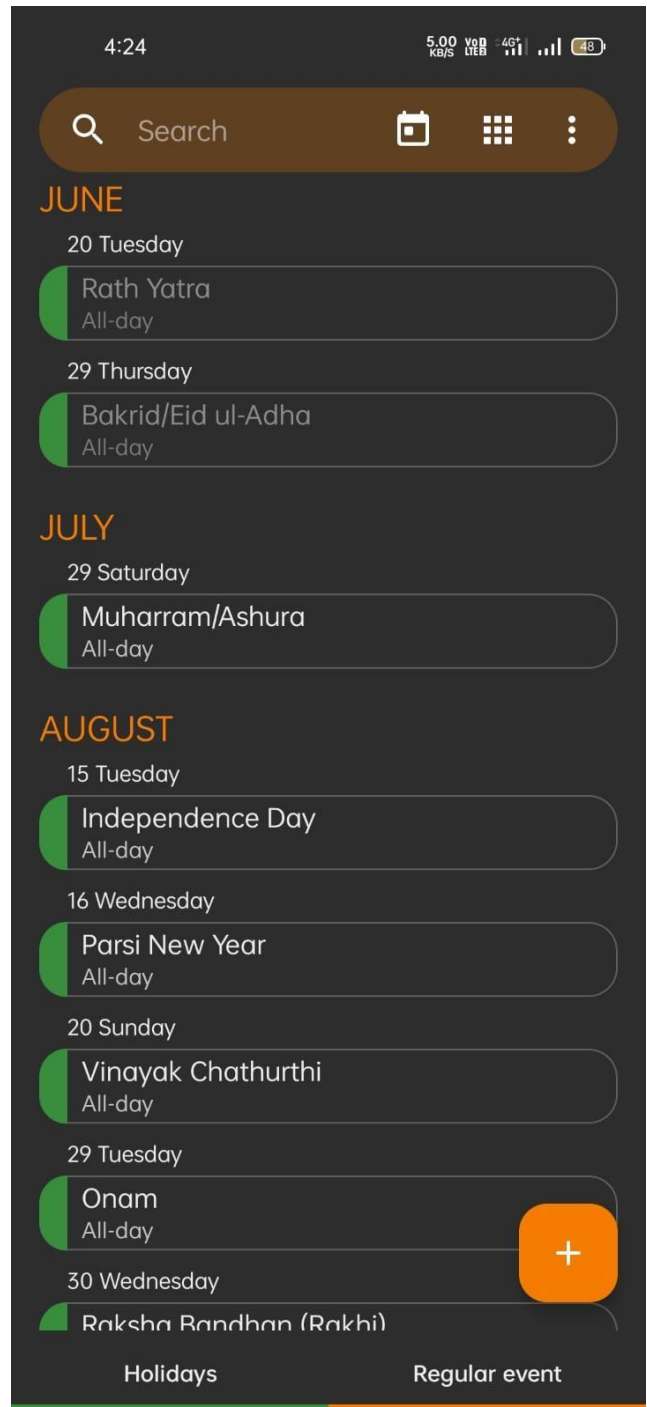 4:24
5.00 KB/S VoD LTE2 4G+ 48
Search
JUNE
20 Tuesday
Rath Yatra
All-day
29 Thursday
Bakrid/Eid ul-Adha
All-day
JULY
29 Saturday
Muharram/Ashura
All-day
AUGUST
15 Tuesday
Independence Day
All-day
16 Wednesday
Parsi New Year
All-day
20 Sunday
Vinayak Chathurthi
All-day
29 Tuesday
Onam
All-day
30 Wednesday
Raksha Bandhan (Rakhi)
Holidays
Regular event